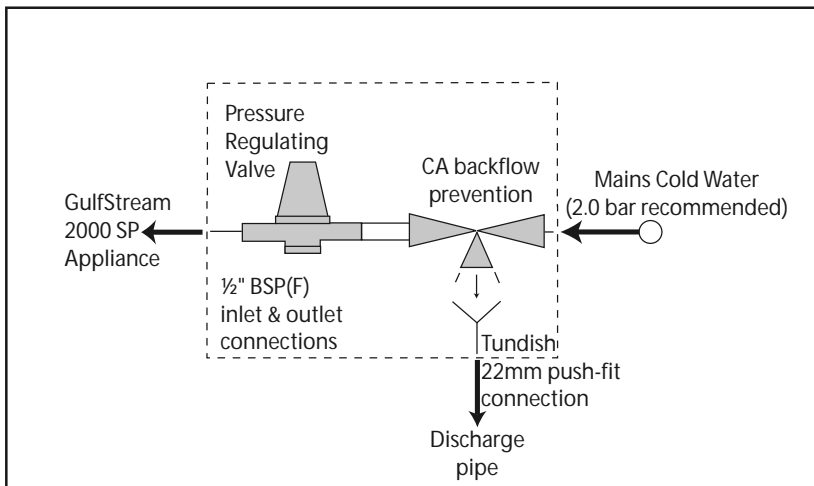 Pressure
Regulating
Valve
CA backflow
prevention
Mains Cold Water
(2.0 bar recommended)
GulfStream
2000 SP
Appliance
½" BSP(F)
inlet & outlet
connections
Tundish
22mm push-fit
connection
Discharge
pipe